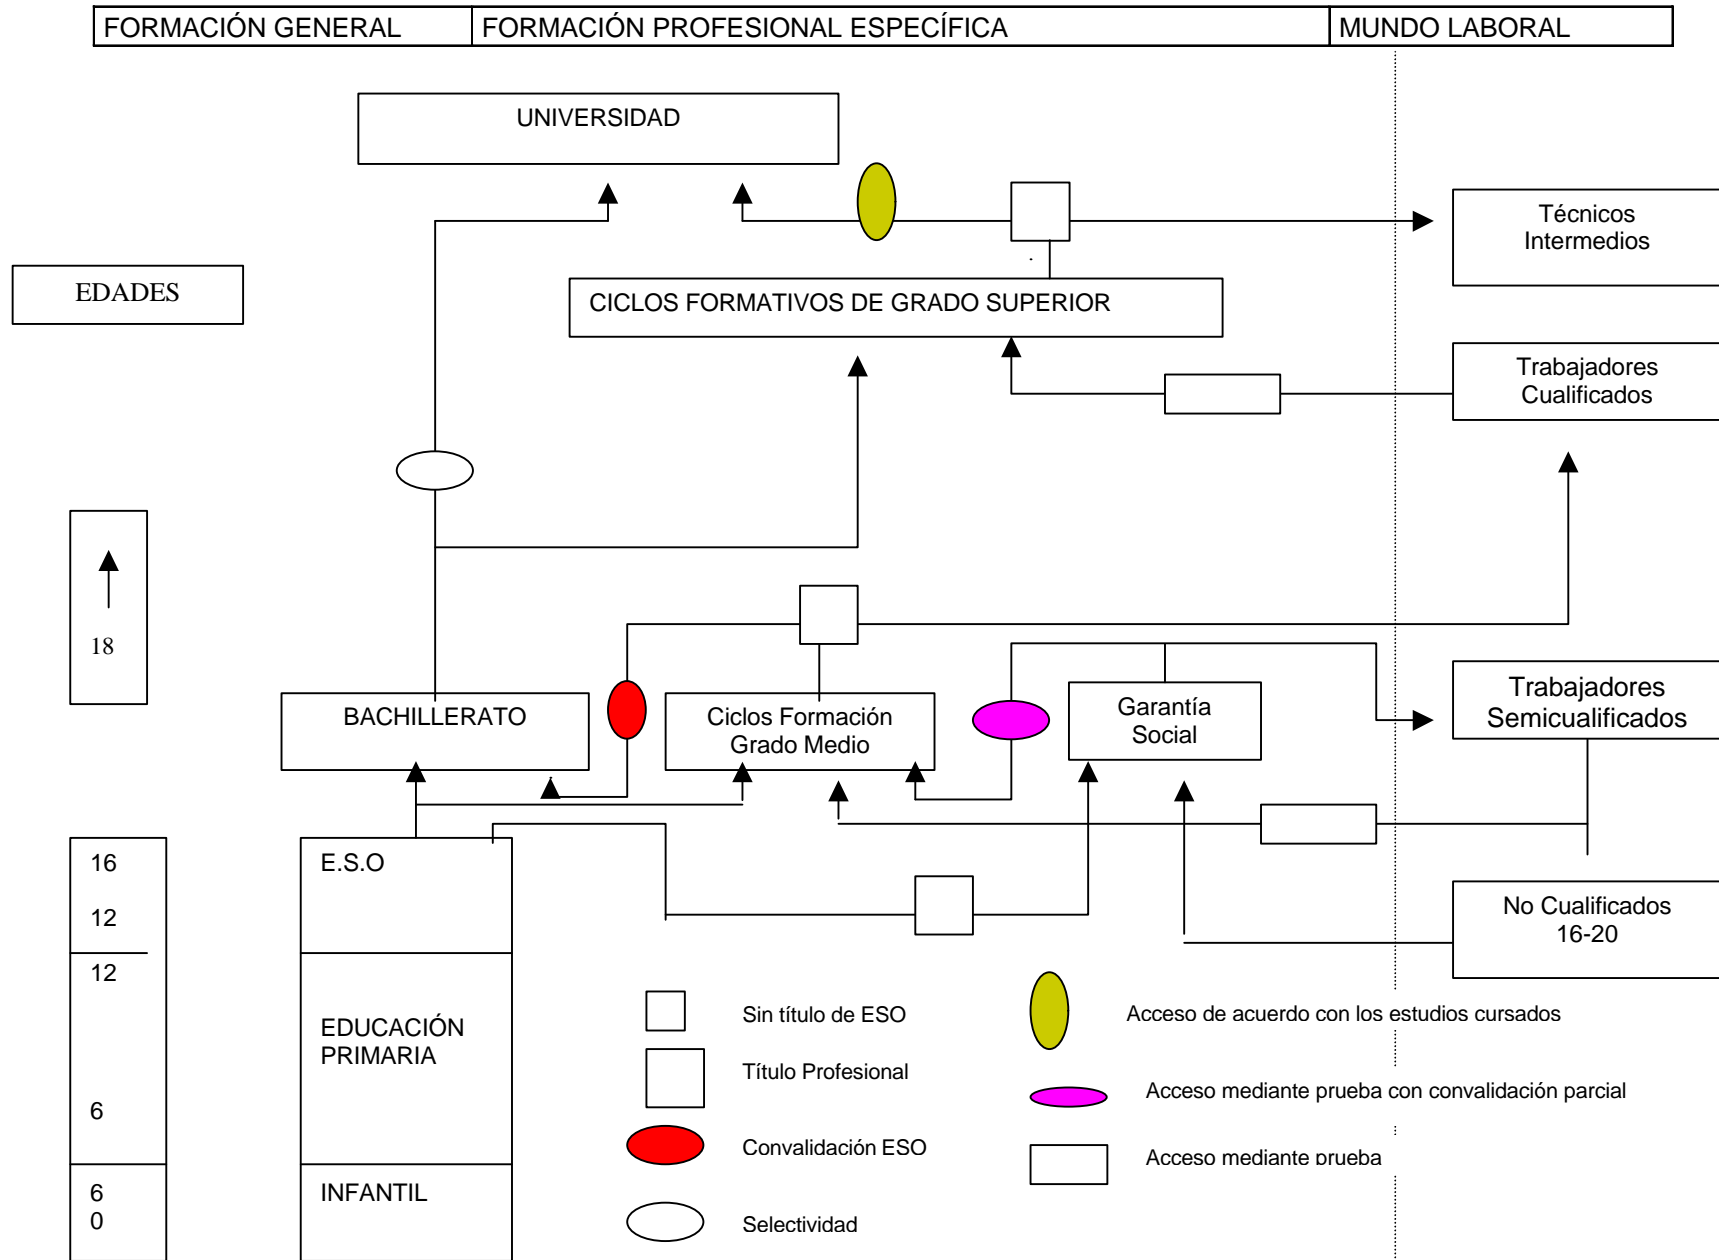 FORMACIÓN GENERAL
FORMACIÓN PROFESIONAL ESPECÍFICA
MUNDO LABORAL
UNIVERSIDAD
Técnicos
Intermedios
EDADES
CICLOS FORMATIVOS DE GRADO SUPERIOR
Trabajadores
Cualificados
18
BACHILLERATO
Ciclos Formación
Grado Medio
Garantía
Social
Trabajadores
Semicualificados
16
12
12
6
6
0
E.S.O
EDUCACIÓN
PRIMARIA
INFANTIL
No Cualificados
16-20
Sin título de ESO
Título Profesional
Convalidación ESO
Selectividad
Acceso de acuerdo con los estudios cursados
Acceso mediante prueba con convalidación parcial
Acceso mediante prueba